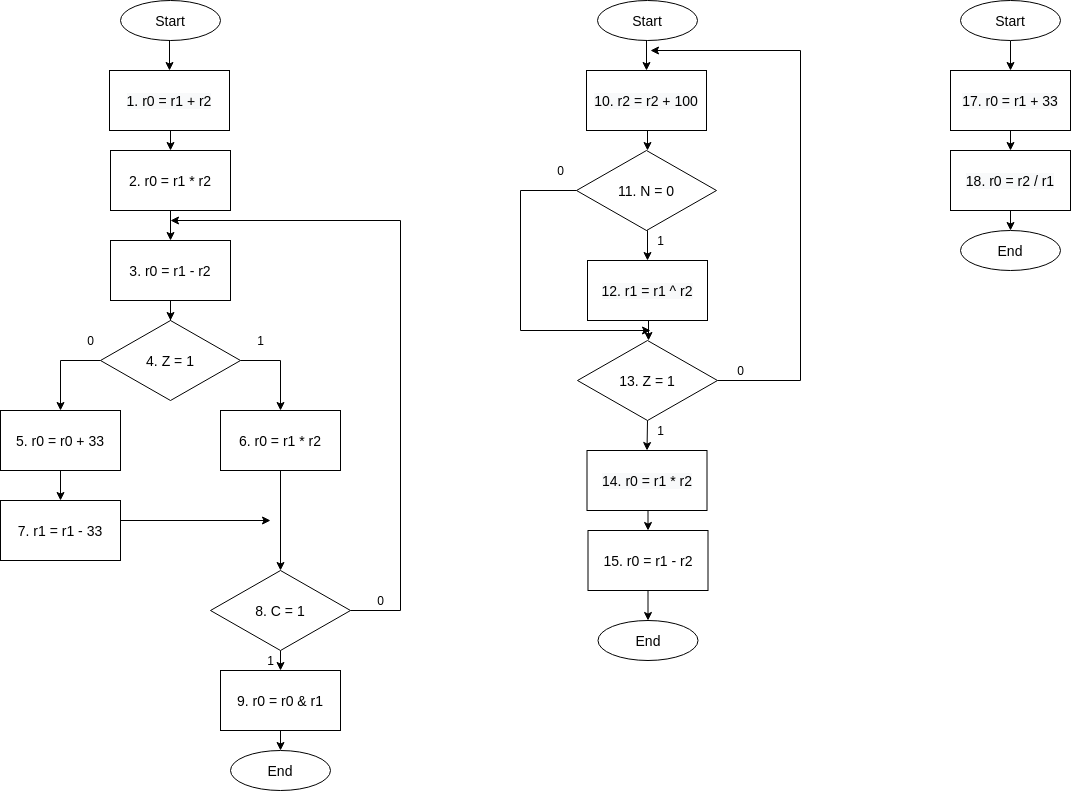 Start
1. r0 = r1 + r2
2. r0 = r1 * r2
3. r0 = r1 - r2
4. Z = 1
0
1
5. r0 = r0 + 33
6. r0 = r1 * r2
7. r1 = r1 - 33
8. C = 1
0
1
9. r0 = r0 & r1
End
Start
10. r2 = r2 + 100
11. N = 0
0
1
12. r1 = r1 ^ r2
13. Z = 1
0
1
14. r0 = r1 * r2
15. r0 = r1 - r2
End
Start
17. r0 = r1 + 33
18. r0 = r2 / r1
End